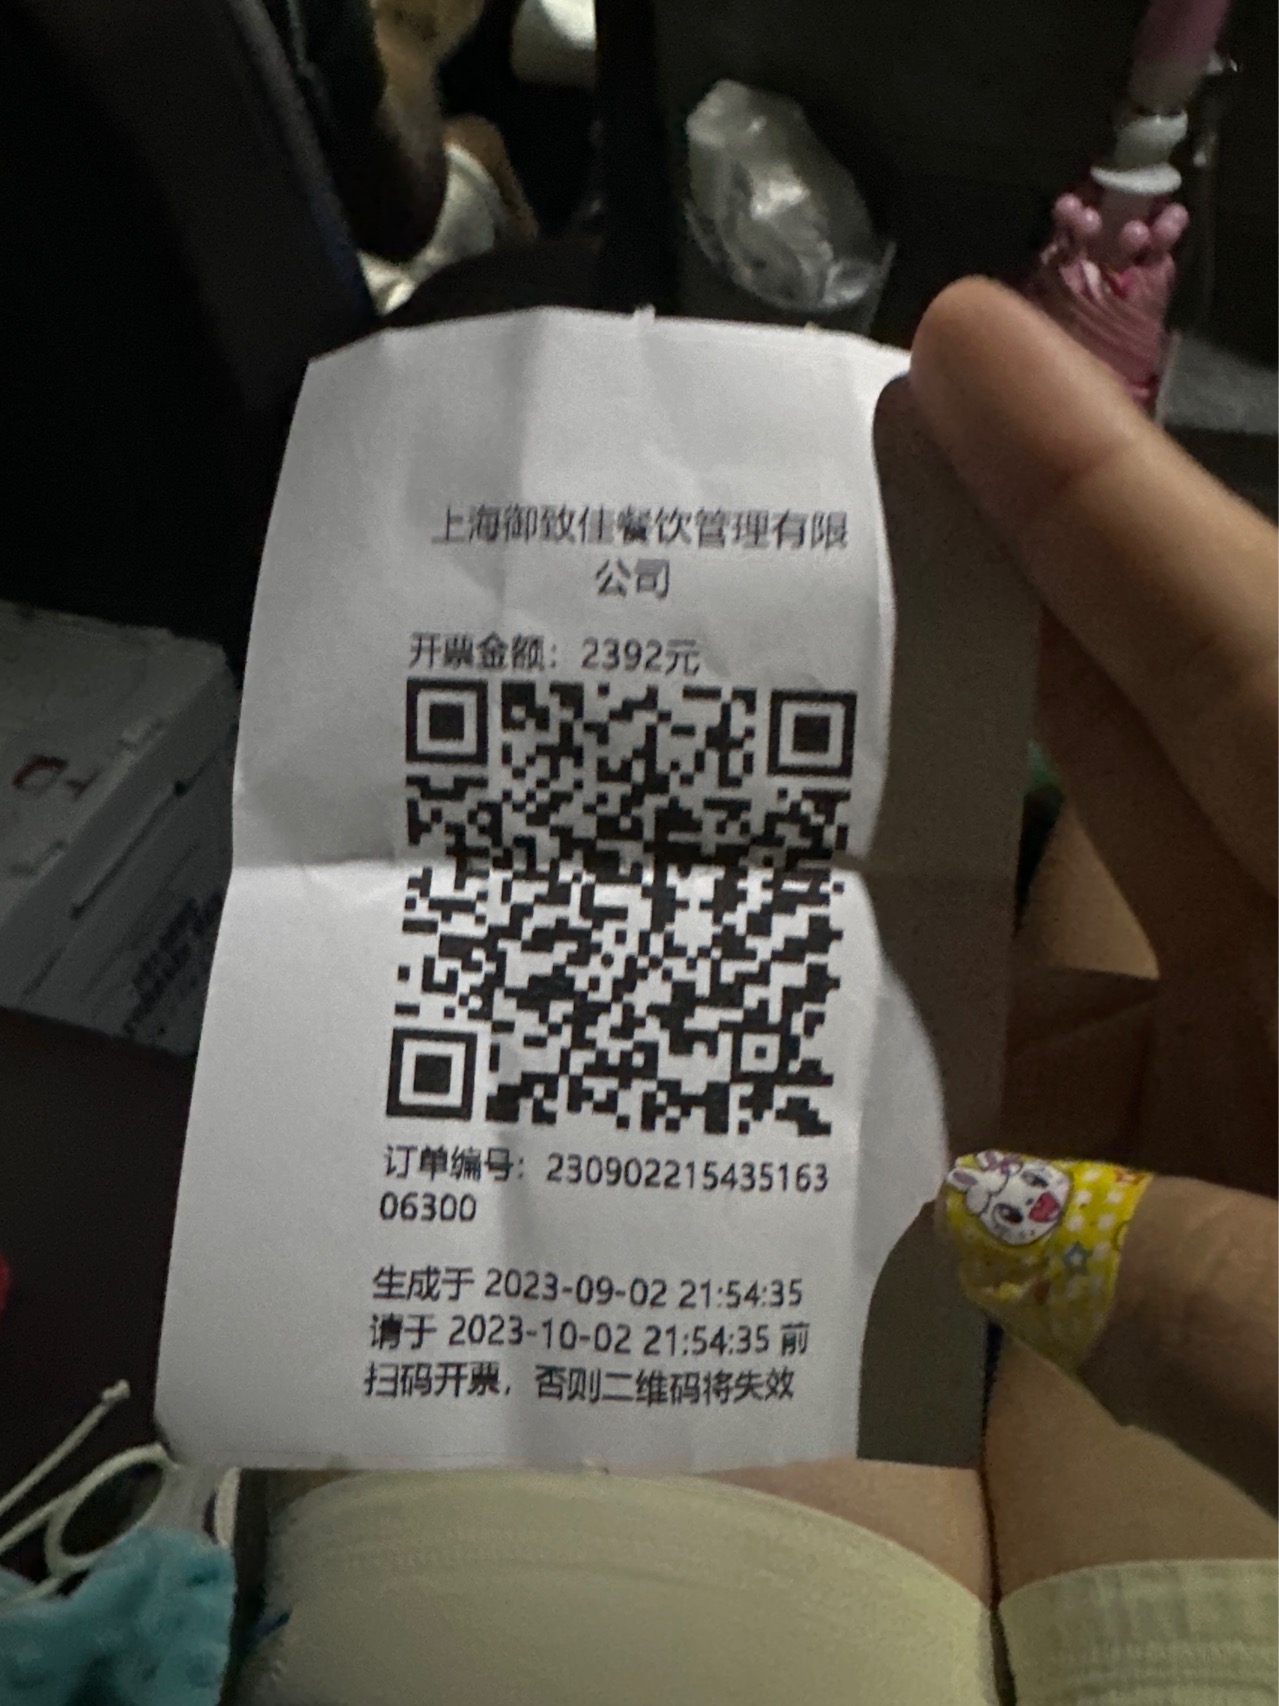 上海御致佳餐饮管理有限
公司
开票金额：2392元
订单编号：230902215435163
06300
生成于 2023-09-02 21:54:35
请于 2023-10-02 21:54:35 前
扫码开票，否则二维码将失效